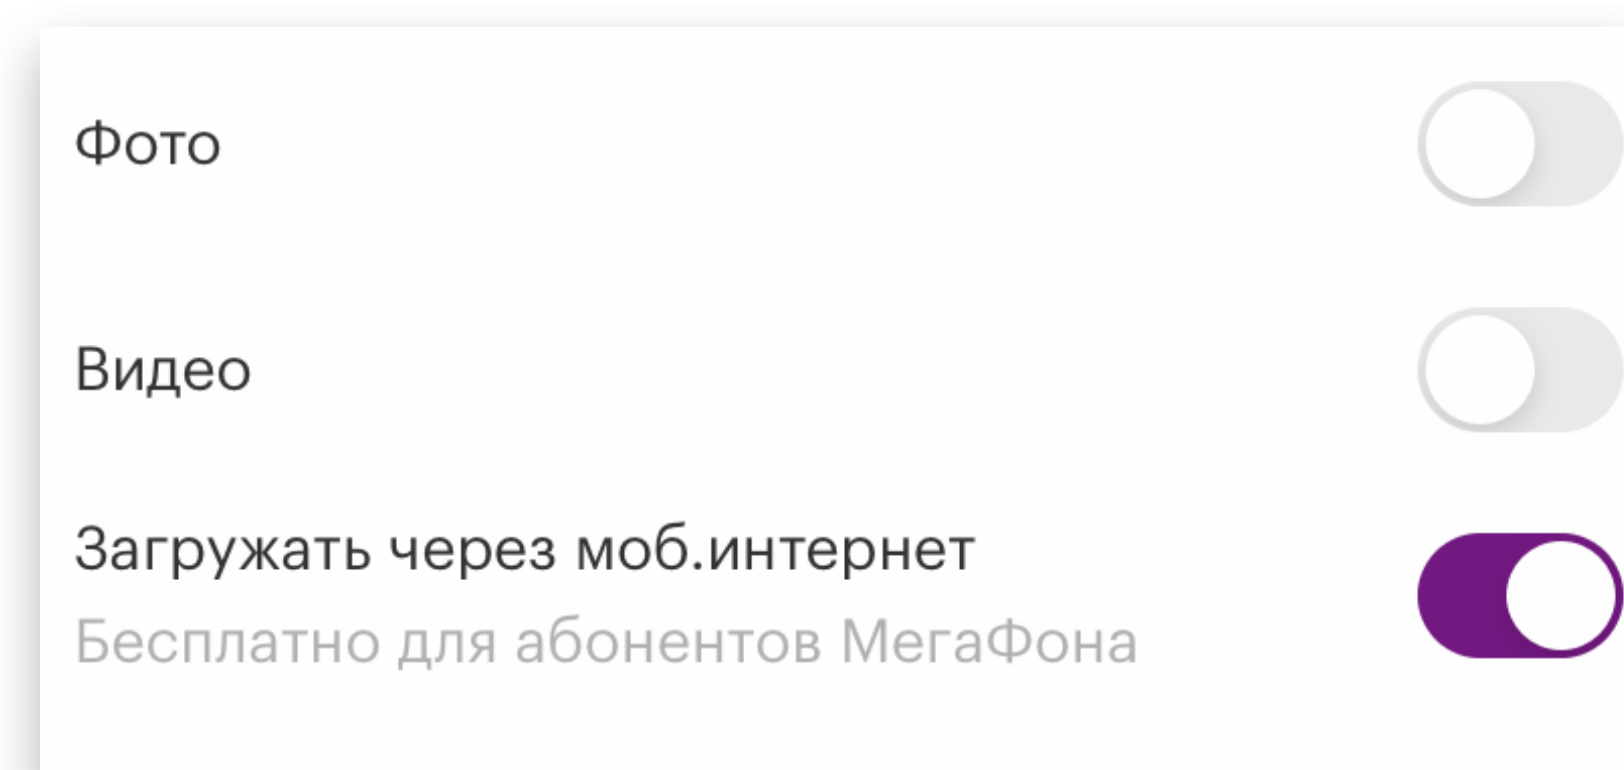 Фото
Видео
Загружать через моб.интернет
Бесплатно для абонентов МегаФона